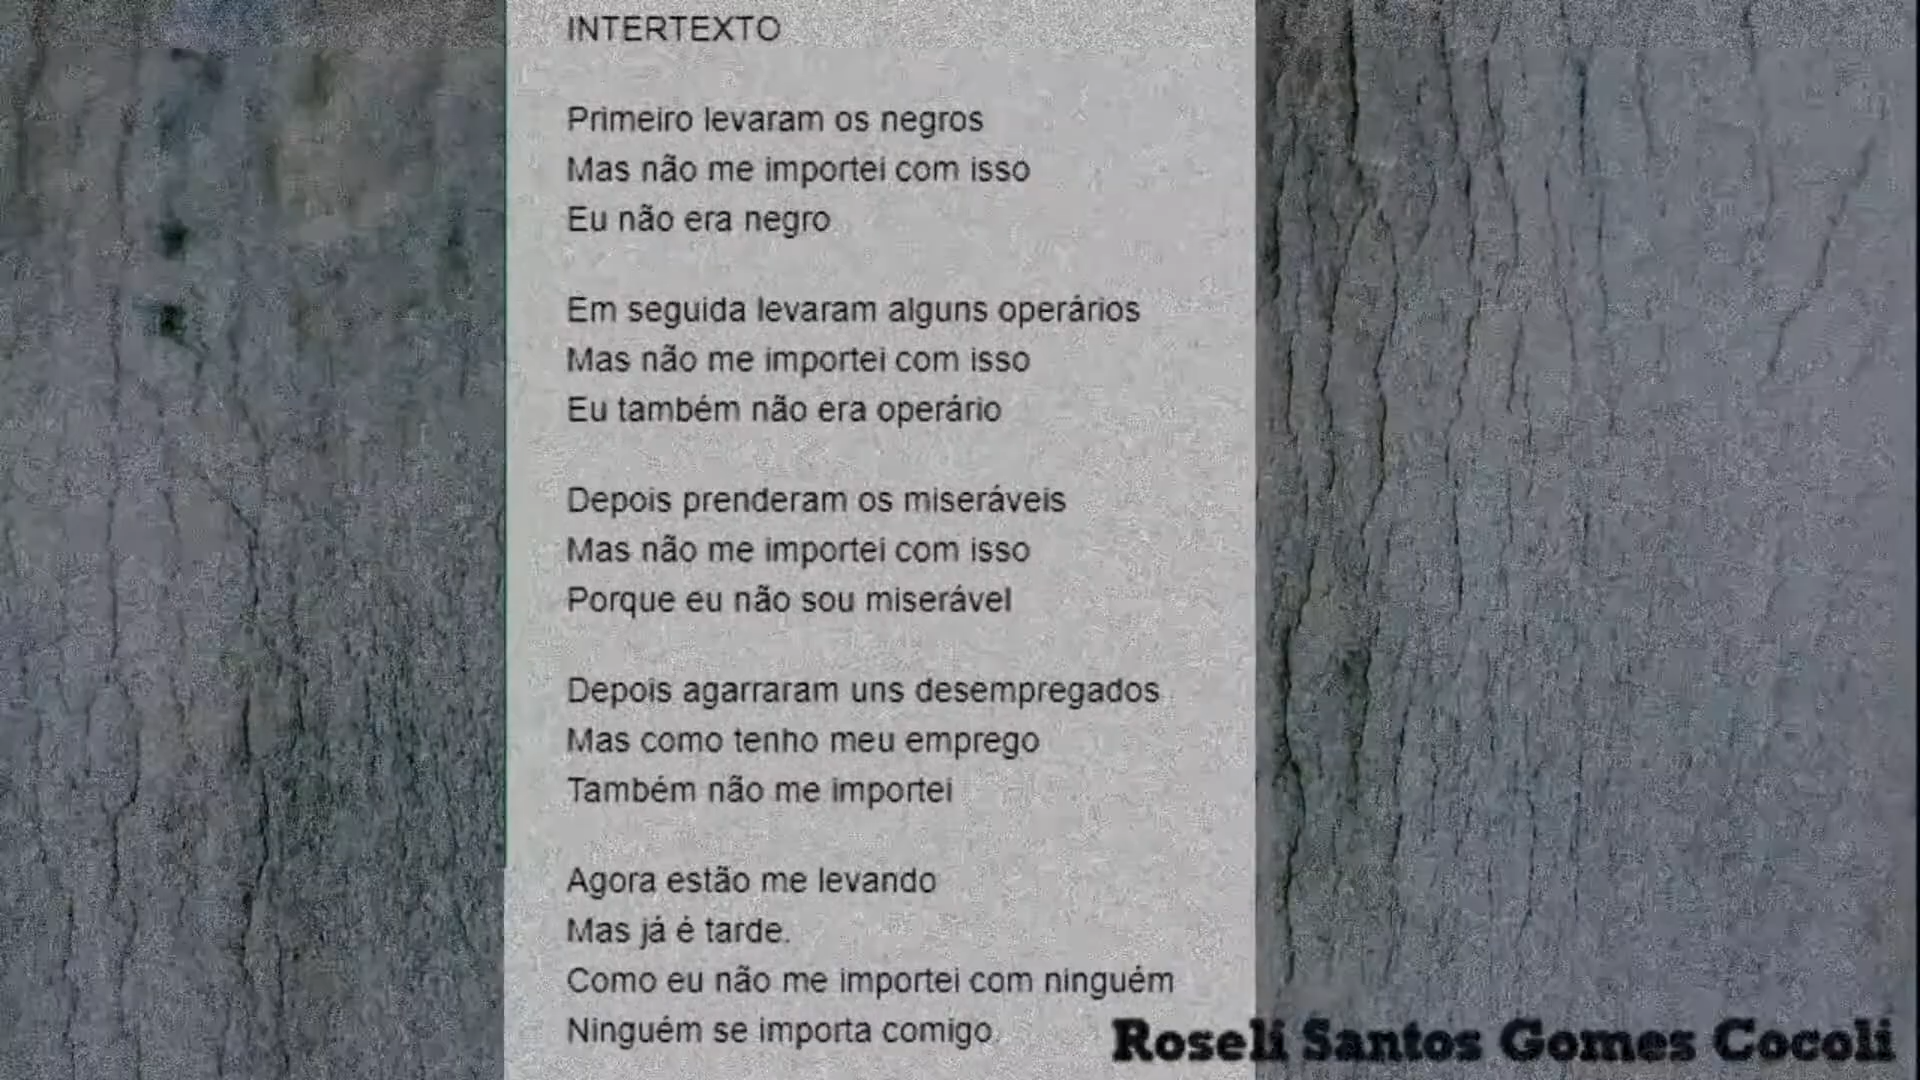 INTERTEXTO
Primeiro levaram os negros
Mas não me importei com isso
Eu não era negro
Em seguida levaram alguns operários
Mas não me importei com isso
Eu também não era operário
Depois prenderam os miseráveis
Mas não me importei com isso
Porque eu não sou miserável
Depois agarraram uns desempregados
Mas como tenho meu emprego
Também não me importei
Agora estão me levando
Mas já é tarde.
Como eu não me importei com ninguém
Ninguém se importa comigo.
Roseli Santos Gomes Cocoli